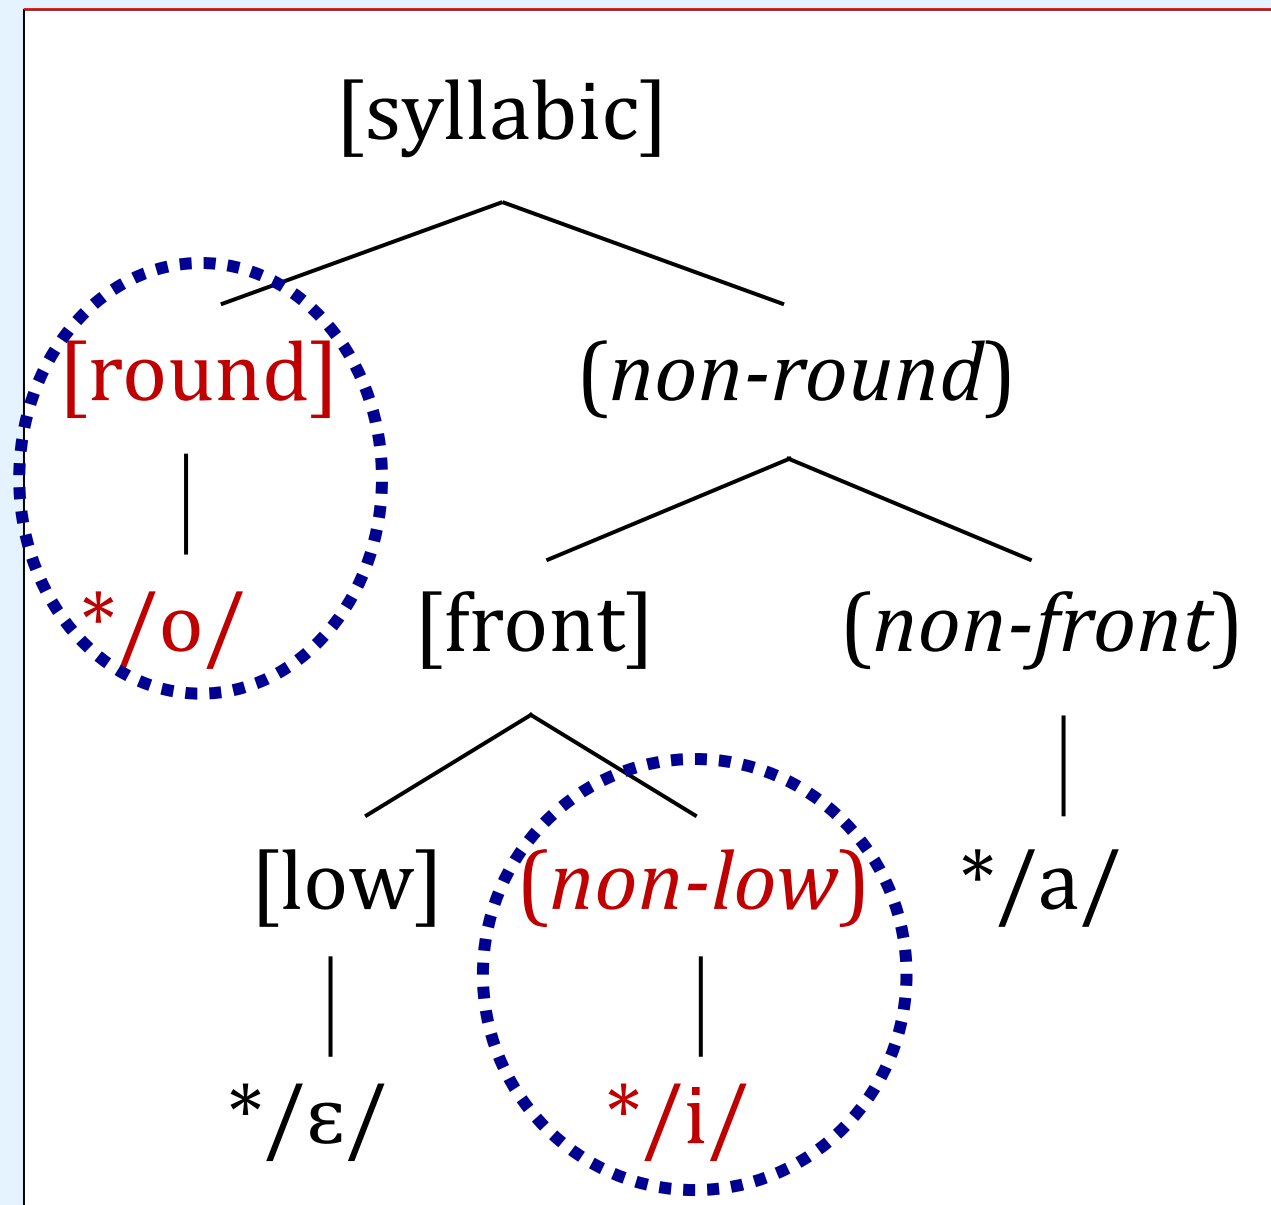 [syllabic]
[round] (non-round)
*/o/ [front] (non-front)
[low] (non-low) */a/
*/ɛ/ */i/